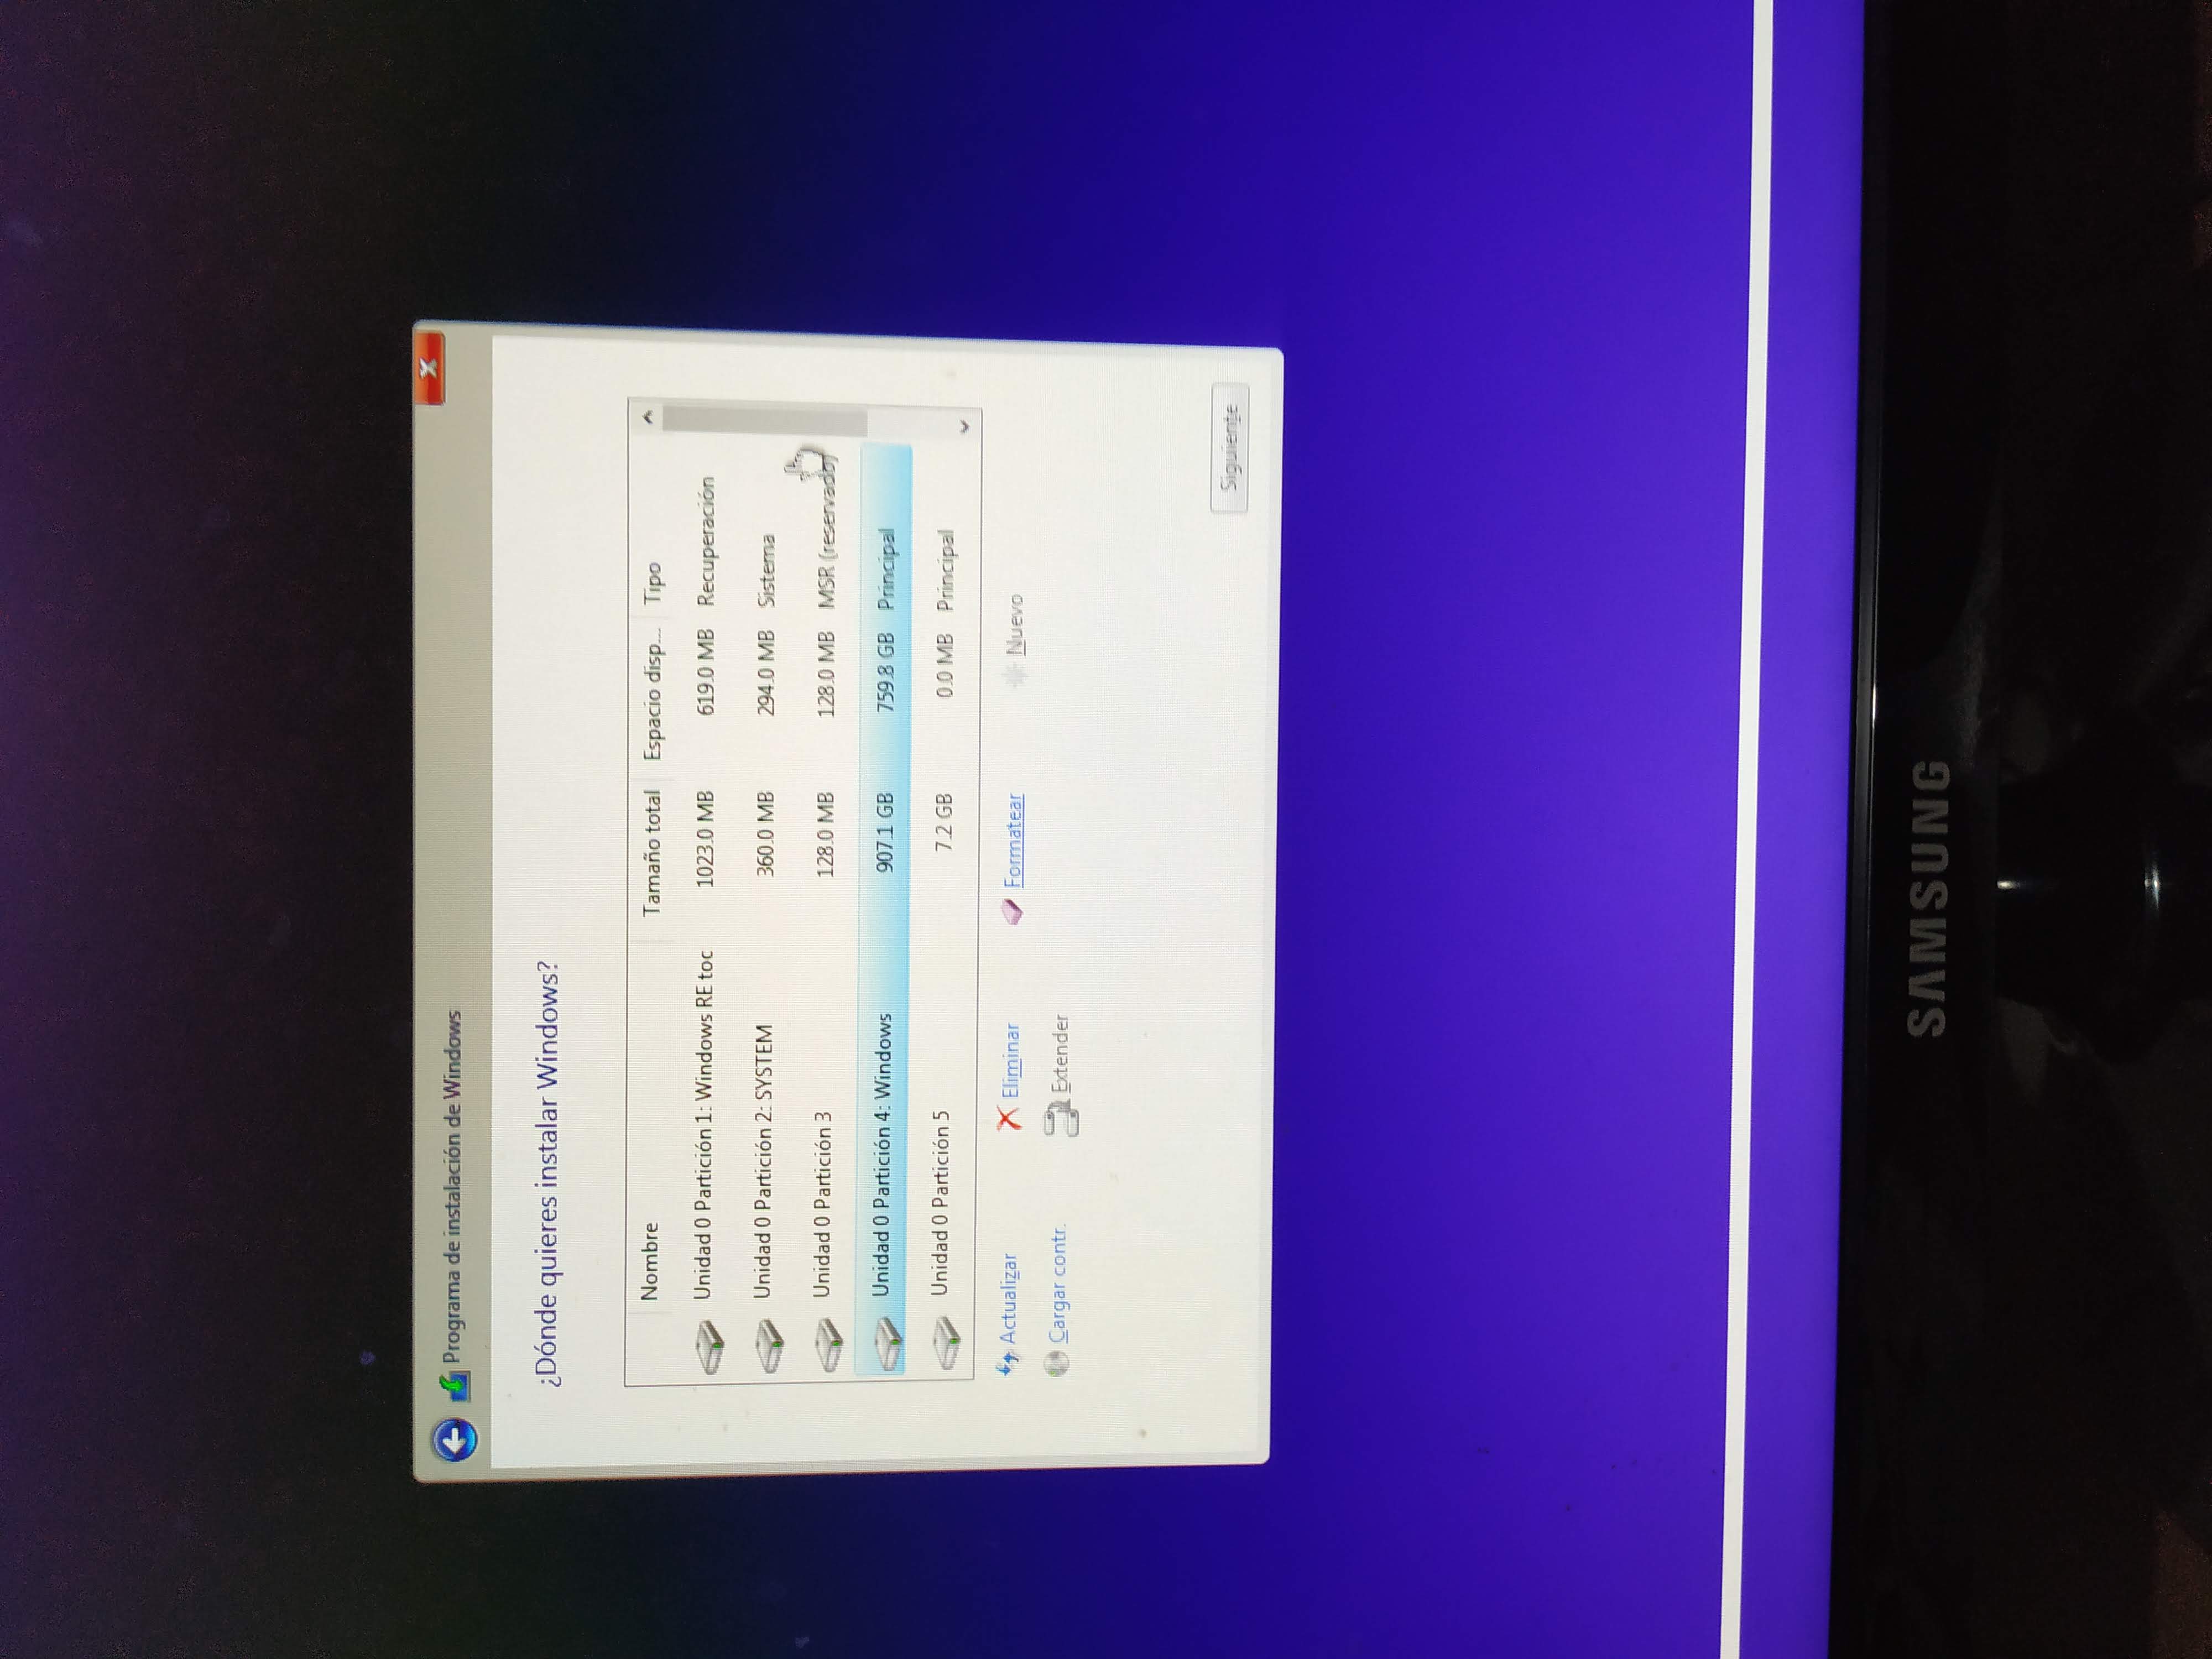 Programa de instalación de Windows
¿Dónde quieres instalar Windows?
Nombre Tamaño total Espacio disp... Tipo
Unidad 0 Partición 1: Windows RE toc 1023.0 MB 619.0 MB Recuperación
Unidad 0 Partición 2: SYSTEM 360.0 MB 294.0 MB Sistema
Unidad 0 Partición 3 128.0 MB 128.0 MB MSR (reservado)
Unidad 0 Partición 4: Windows 907.1 GB 759.8 GB Principal
Unidad 0 Partición 5 7.2 GB 0.0 MB Principal
Actualizar Eliminar Formatear Nuevo
Cargar contr. Extender
Siguiente
SAMSUNG